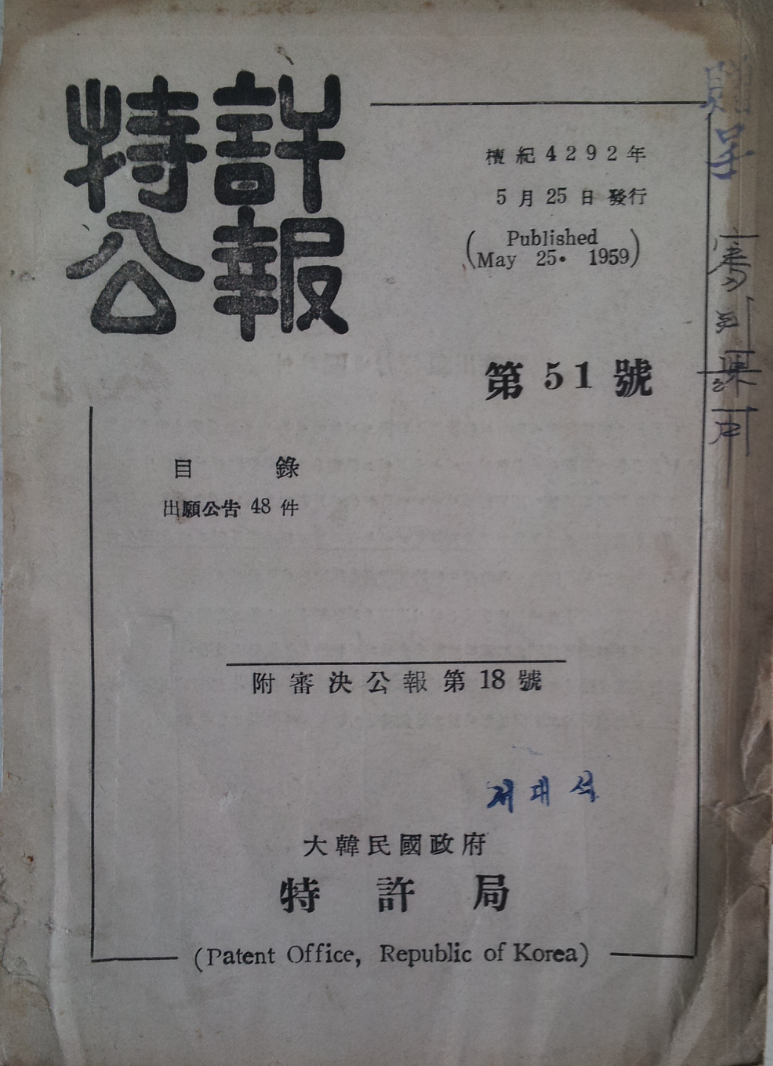 特許
公報
檀紀4292年
5月25日發行
(Published
May 25. 1959)
第51號
目錄
出願公告48件
附審決公報第18號
大韓民國政府
特許局
(Patent Office, Republic of Korea)